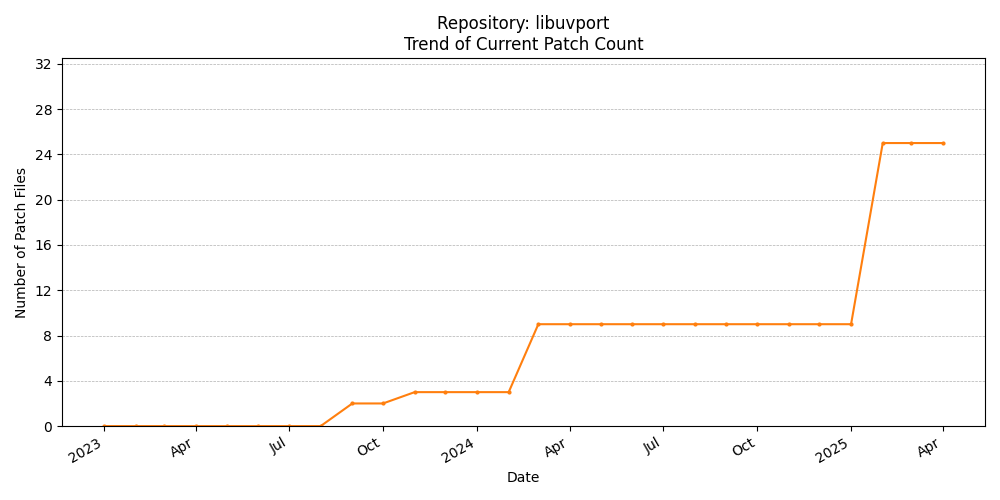 Repository: libuvport
Trend of Current Patch Count
Number of Patch Files
32
28
24
20
16
12
8
4
0
2023
Apr
Jul
Oct
2024
Apr
Jul
Oct
2025
Apr
Date